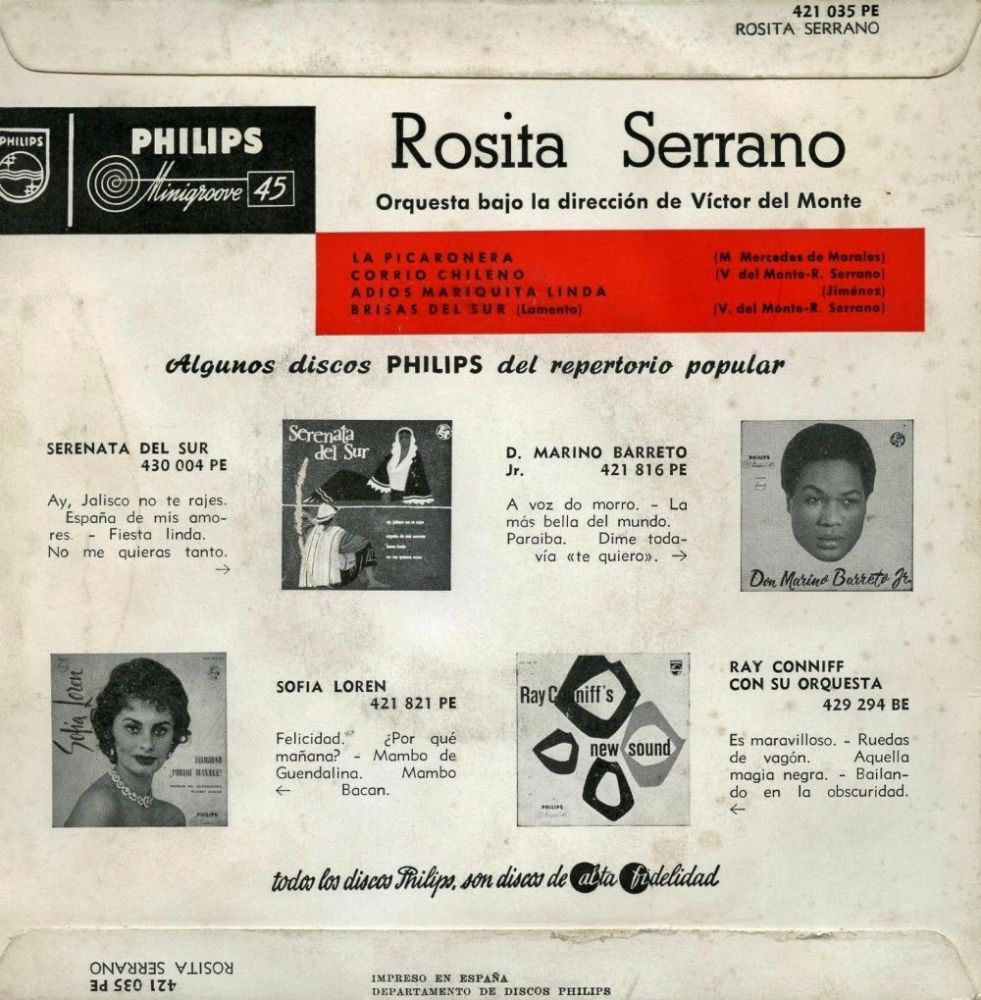 421 035 PE
ROSITA SERRANO
PHILIPS
PHILIPS
Minigroove 45
Rosita Serrano
Orquesta bajo la dirección de Víctor del Monte
LA PICARONERA (M Mercedes de Morales)
CORRIO CHILENO (V del Monte-R. Serrano)
ADIOS MARIQUITA LINDA (Jiménez)
BRISAS DEL SUR (Lamento) (V. del Monte-R. Serrano)
Algunos discos PHILIPS del repertorio popular
SERENATA DEL SUR
430 004 PE
Ay, Jalisco no te rajes.
España de mis amo-
res. - Fiesta linda.
No me quieras tanto.
→
Serenata
del Sur
D. MARINO BARRETO
Jr. 421 816 PE
A voz do morro. - La
más bella del mundo.
Paraiba. Dime toda-
vía «te quiero». →
PHILIPS
Don Marino Barreto Jr.
Sofia Loren
FELICIDAD
¿PORQUE MAÑANA?
PHILIPS
SOFIA LOREN
421 821 PE
Felicidad. ¿Por qué
mañana? - Mambo de
Guendalina. Mambo
← Bacan.
Ray Conniff's
new sound
PHILIPS
RAY CONNIFF
CON SU ORQUESTA
429 294 BE
Es maravilloso. - Ruedas
de vagón. Aquella
magia negra. - Bailan-
do en la obscuridad.
←
todos los discos Philips, son discos de alta fidelidad
421 035 PE
ROSITA SERRANO
IMPRESO EN ESPAÑA
DEPARTAMENTO DE DISCOS PHILIPS